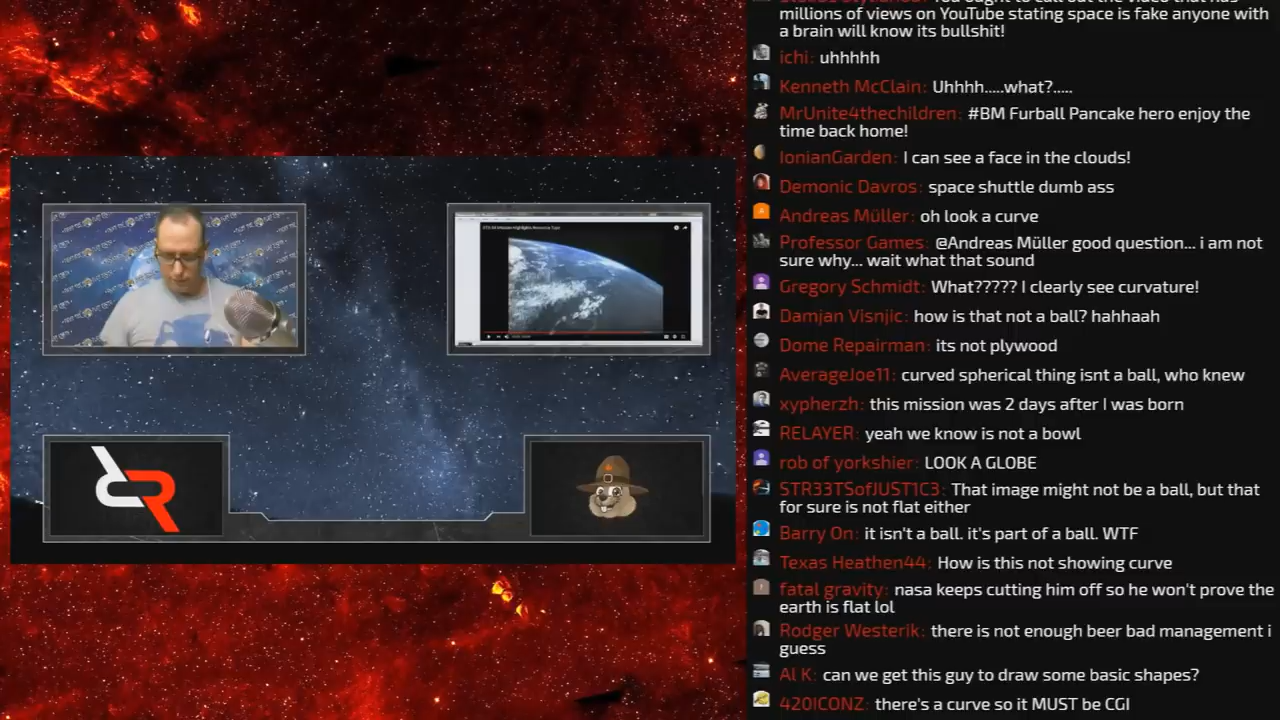 millions of views on YouTube stating space is fake anyone with
a brain will know its bullshit!
ichi: uhhhhh
Kenneth McClain: Uhhhh.....what?.....
MrUnite4thechildren: #BM Furball Pancake hero enjoy the
time back home!
IonianGarden: I can see a face in the clouds!
Demonic Davros: space shuttle dumb ass
Andreas Müller: oh look a curve
Professor Games: @Andreas Müller good question... i am not
sure why... wait what that sound
Gregory Schmidt: What????? I clearly see curvature!
Damjan Visnjic: how is that not a ball? hahhaah
Dome Repairman: its not plywood
AverageJoe11: curved spherical thing isnt a ball, who knew
xypherzh: this mission was 2 days after I was born
RELAYER: yeah we know is not a bowl
rob of yorkshier: LOOK A GLOBE
STR33TSofJUST1C3: That image might not be a ball, but that
for sure is not flat either
Barry On: it isn't a ball. it's part of a ball. WTF
Texas Heathen44: How is this not showing curve
fatal gravity: nasa keeps cutting him off so he won't prove the
earth is flat lol
Rodger Westerik: there is not enough beer bad management i
guess
Al K: can we get this guy to draw some basic shapes?
420ICONZ: there's a curve so it MUST be CGI